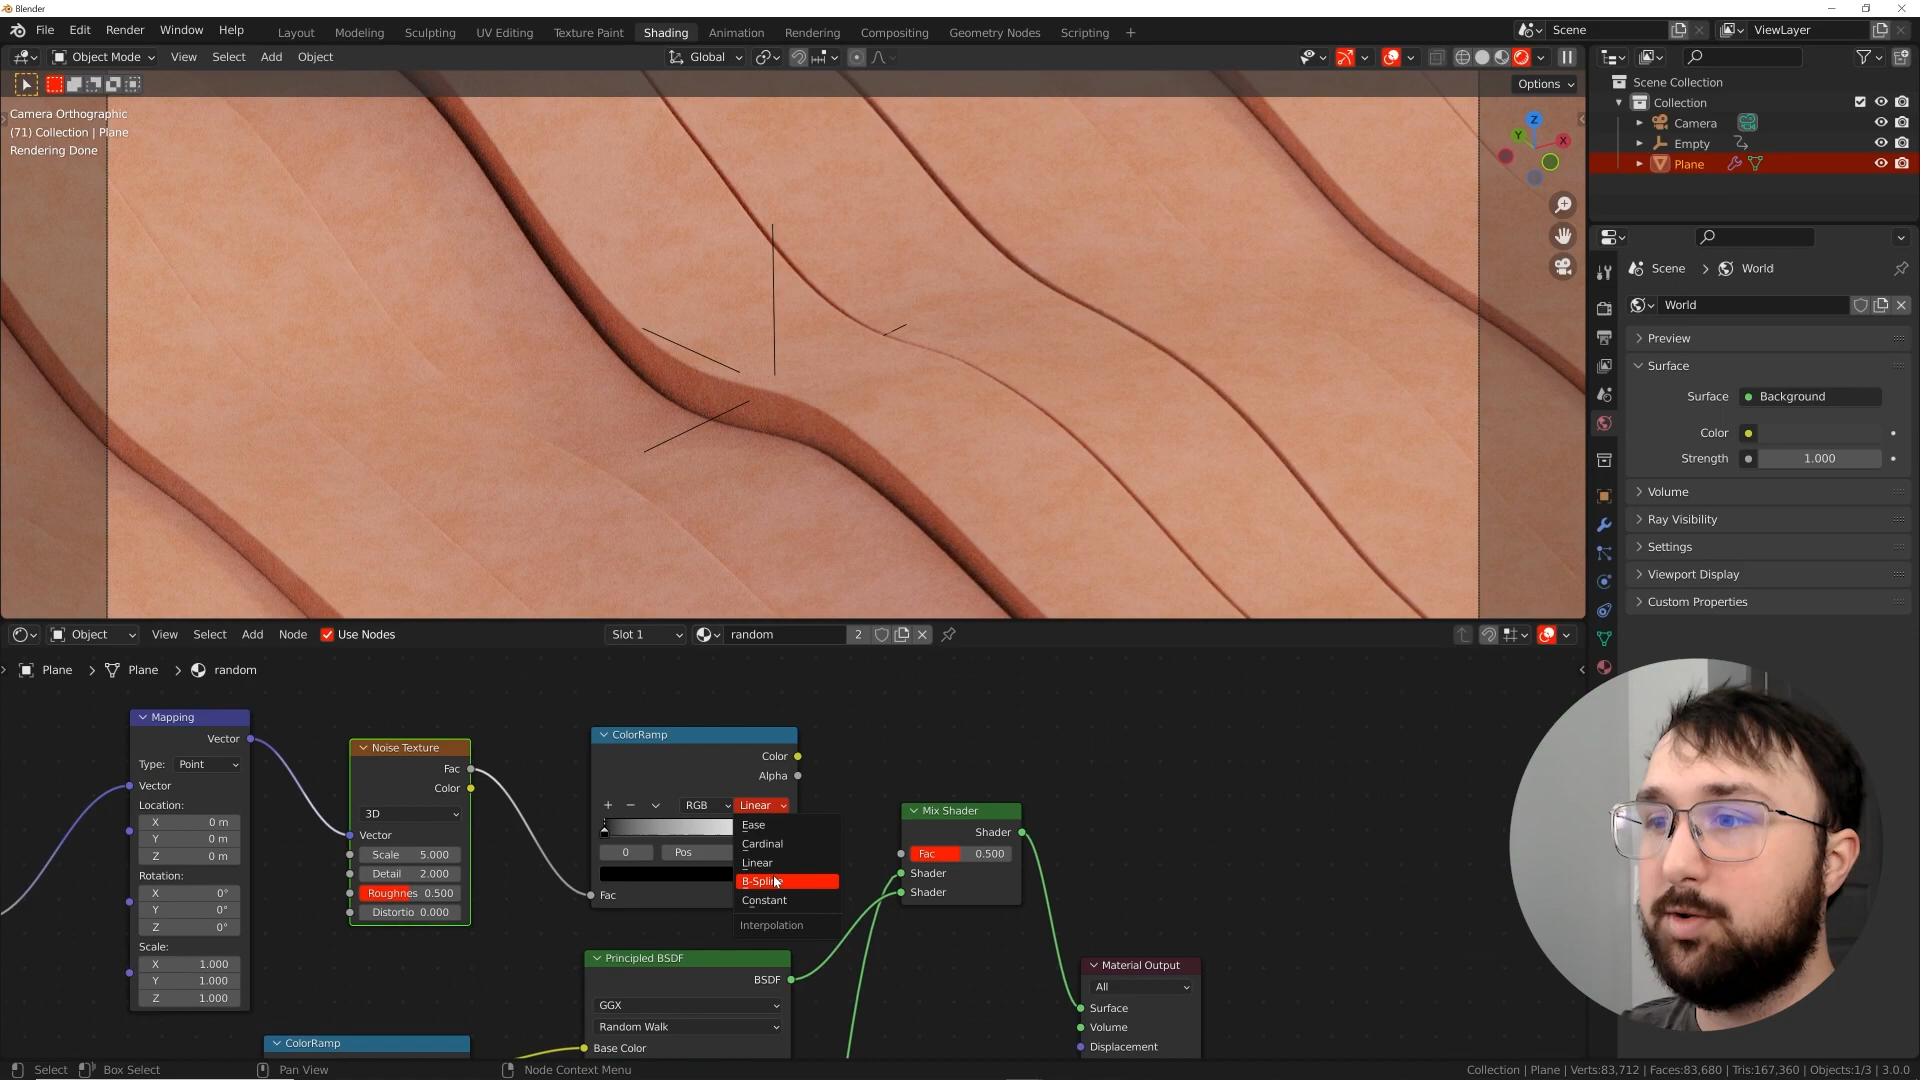 Blender
File Edit Render Window Help
Layout Modeling Sculpting UV Editing Texture Paint Shading Animation Rendering Compositing Geometry Nodes Scripting +
Scene
ViewLayer
Object Mode View Select Add Object
Global
Options
Camera Orthographic
(71) Collection | Plane
Rendering Done
Z
Y
X
Scene Collection
Collection
Camera
Empty
Plane
Scene > World
World
Preview
Surface
Surface Background
Color
Strength 1.000
Volume
Ray Visibility
Settings
Viewport Display
Custom Properties
Object View Select Add Node Use Nodes
Slot 1
random 2
Plane > Plane > random
Mapping
Vector
Type: Point
Vector
Location:
X 0 m
Y 0 m
Z 0 m
Rotation:
X 0°
Y 0°
Z 0°
Scale:
X 1.000
Y 1.000
Z 1.000
Noise Texture
Fac
Color
3D
Vector
Scale 5.000
Detail 2.000
Roughnes 0.500
Distortio 0.000
ColorRamp
Color
Alpha
RGB Linear
0 Pos
Fac
Ease
Cardinal
Linear
Constant
Interpolation
Mix Shader
Shader
Fac 0.500
Shader
Shader
Principled BSDF
BSDF
GGX
Random Walk
Base Color
ColorRamp
Material Output
All
Surface
Volume
Displacement
Select Box Select Pan View Node Context Menu
Collection | Plane | Verts:83,712 | Faces:83,680 | Tris:167,360 | Objects:1/3 | 3.0.0